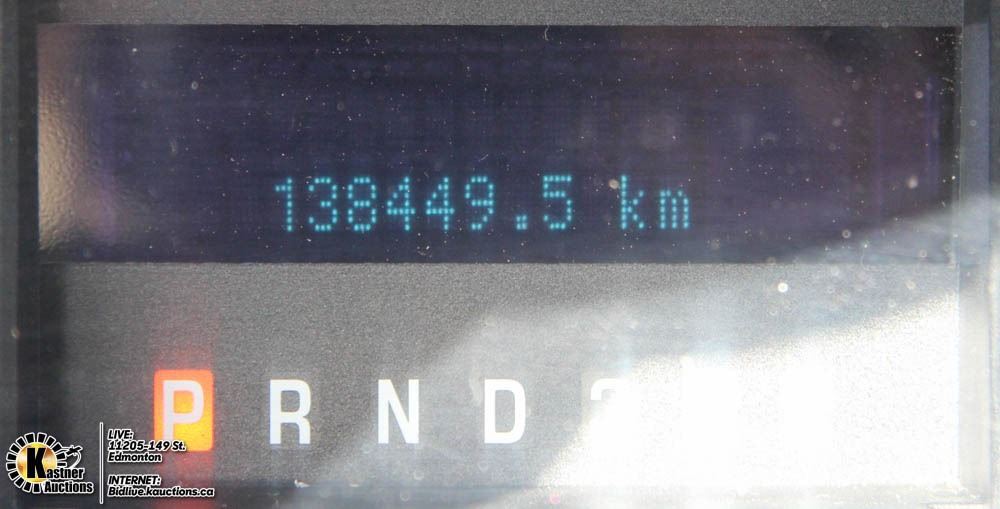 138449.5 km
P R N D
Kastner
Auctions
LIVE:
11205-149 St.
Edmonton
INTERNET:
Bidlive.kauctions.ca